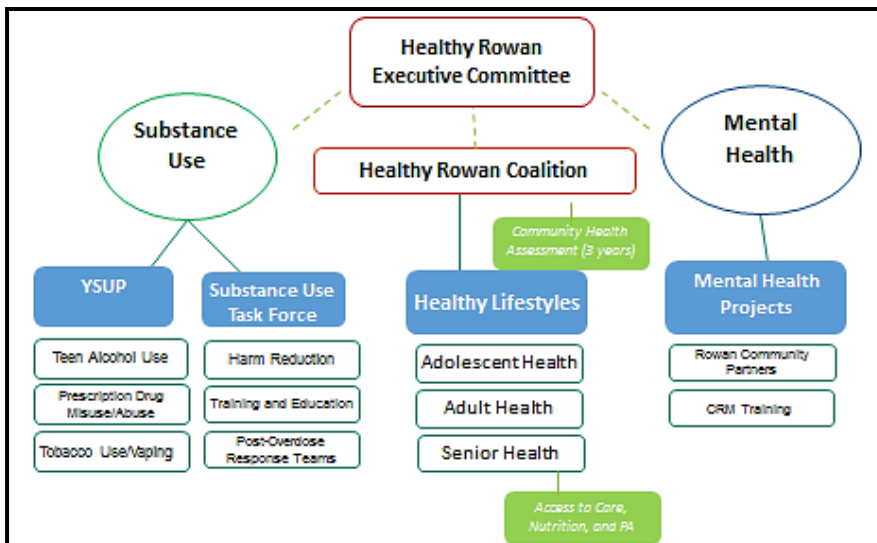 Healthy Rowan
Executive Committee
Substance
Use
Mental
Health
Healthy Rowan Coalition
Community Health
Assessment (3 years)
YSUP
Substance Use
Task Force
Healthy Lifestyles
Mental Health
Projects
Teen Alcohol Use
Prescription Drug
Misuse/Abuse
Tobacco Use/Vaping
Harm Reduction
Training and Education
Post-Overdose
Response Teams
Adolescent Health
Adult Health
Senior Health
Access to Care,
Nutrition, and PA
Rowan Community
Partners
CRM Training